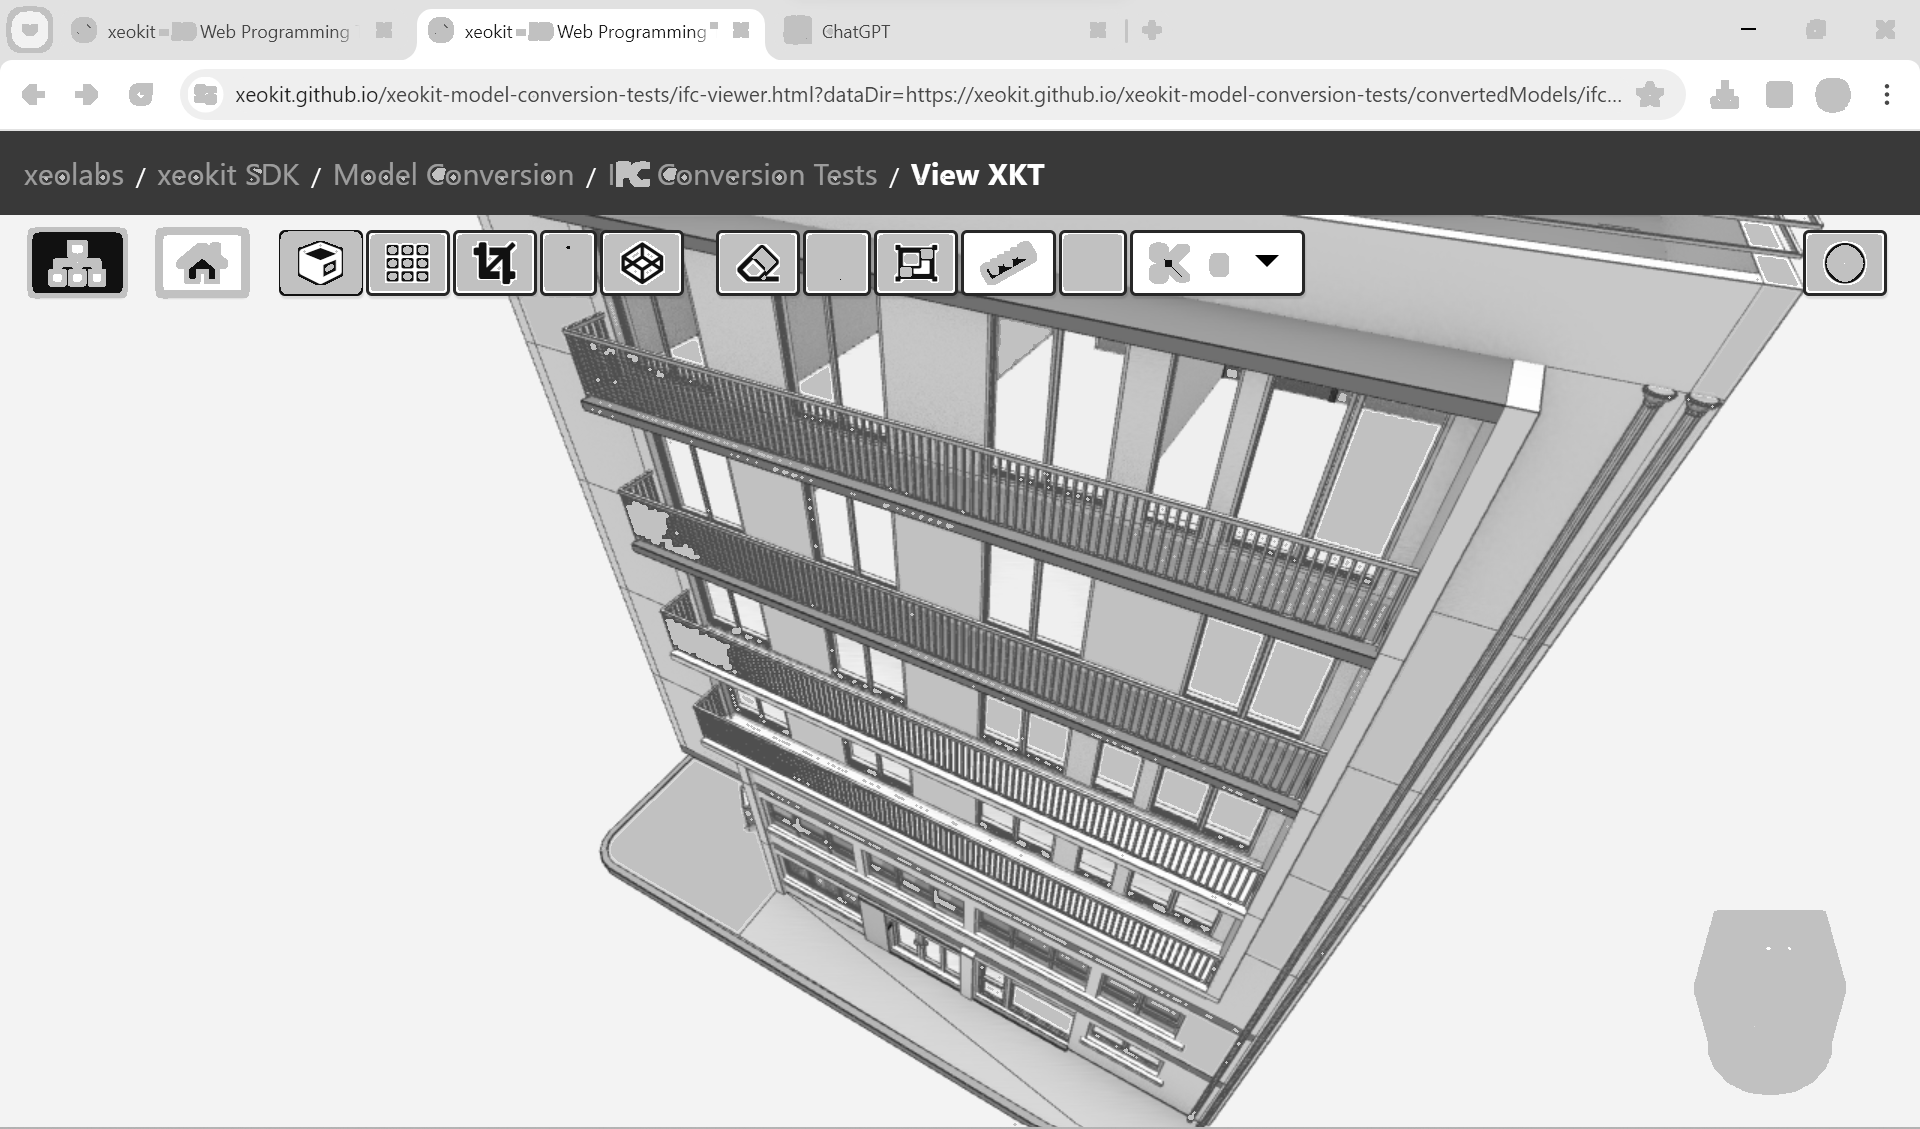 xeokit Web Programming
xeokit Web Programming
ChatGPT
xeokit.github.io/xeokit-model-conversion-tests/ifc-viewer.html?dataDir=https://xeokit.github.io/xeokit-model-conversion-tests/convertedModels/ifc...
xeolabs / xeokit SDK / Model Conversion / IFC Conversion Tests / View XKT